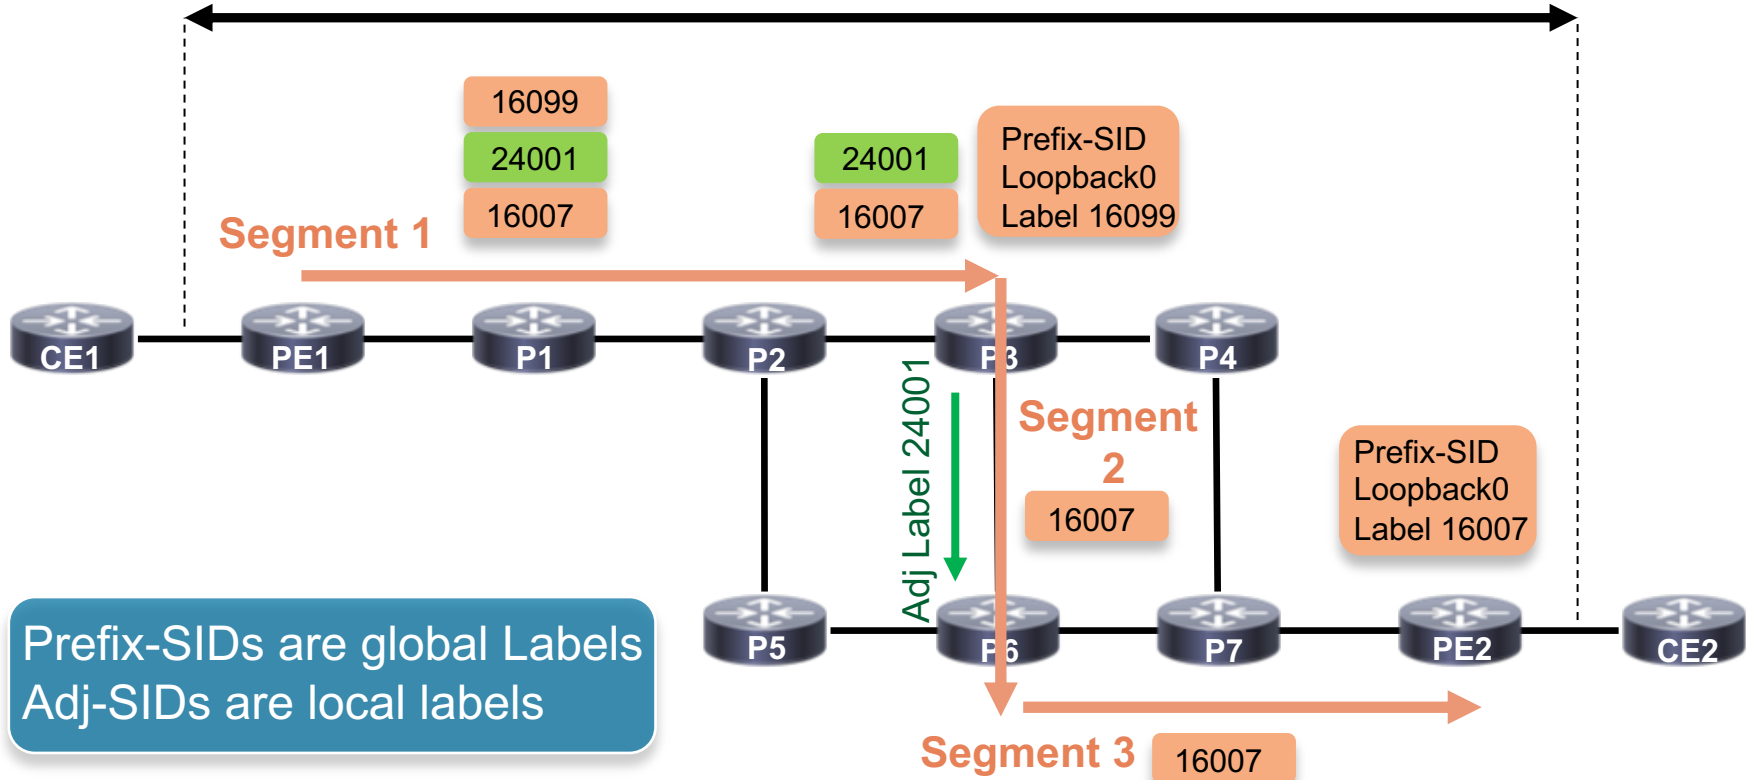 16099
24001
16007
Segment 1
24001
16007
Prefix-SID
Loopback0
Label 16099
CE1
PE1
P1
P2
P3
P4
Adj Label 24001
Segment
2
16007
Prefix-SID
Loopback0
Label 16007
Prefix-SIDs are global Labels
Adj-SIDs are local labels
P5
P6
P7
PE2
CE2
Segment 3
16007